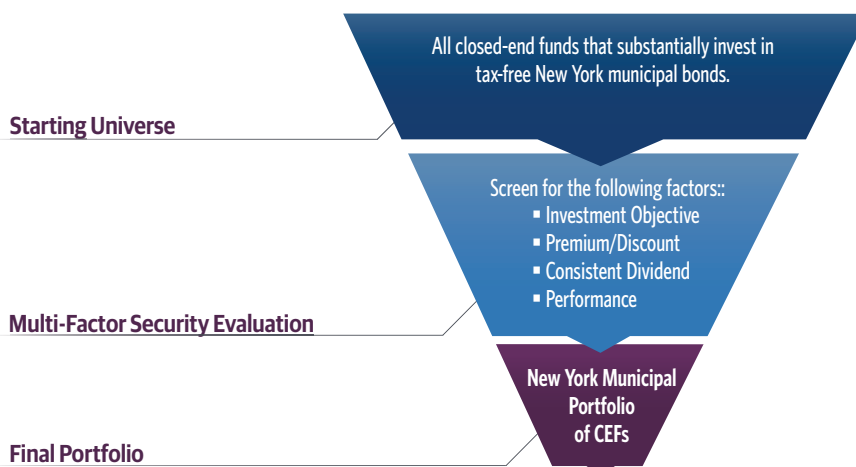 All closed-end funds that substantially invest in
tax-free New York municipal bonds.
Starting Universe
Screen for the following factors::
▪ Investment Objective
▪ Premium/Discount
▪ Consistent Dividend
▪ Performance
Multi-Factor Security Evaluation
New York Municipal
Portfolio
of CEFs
Final Portfolio